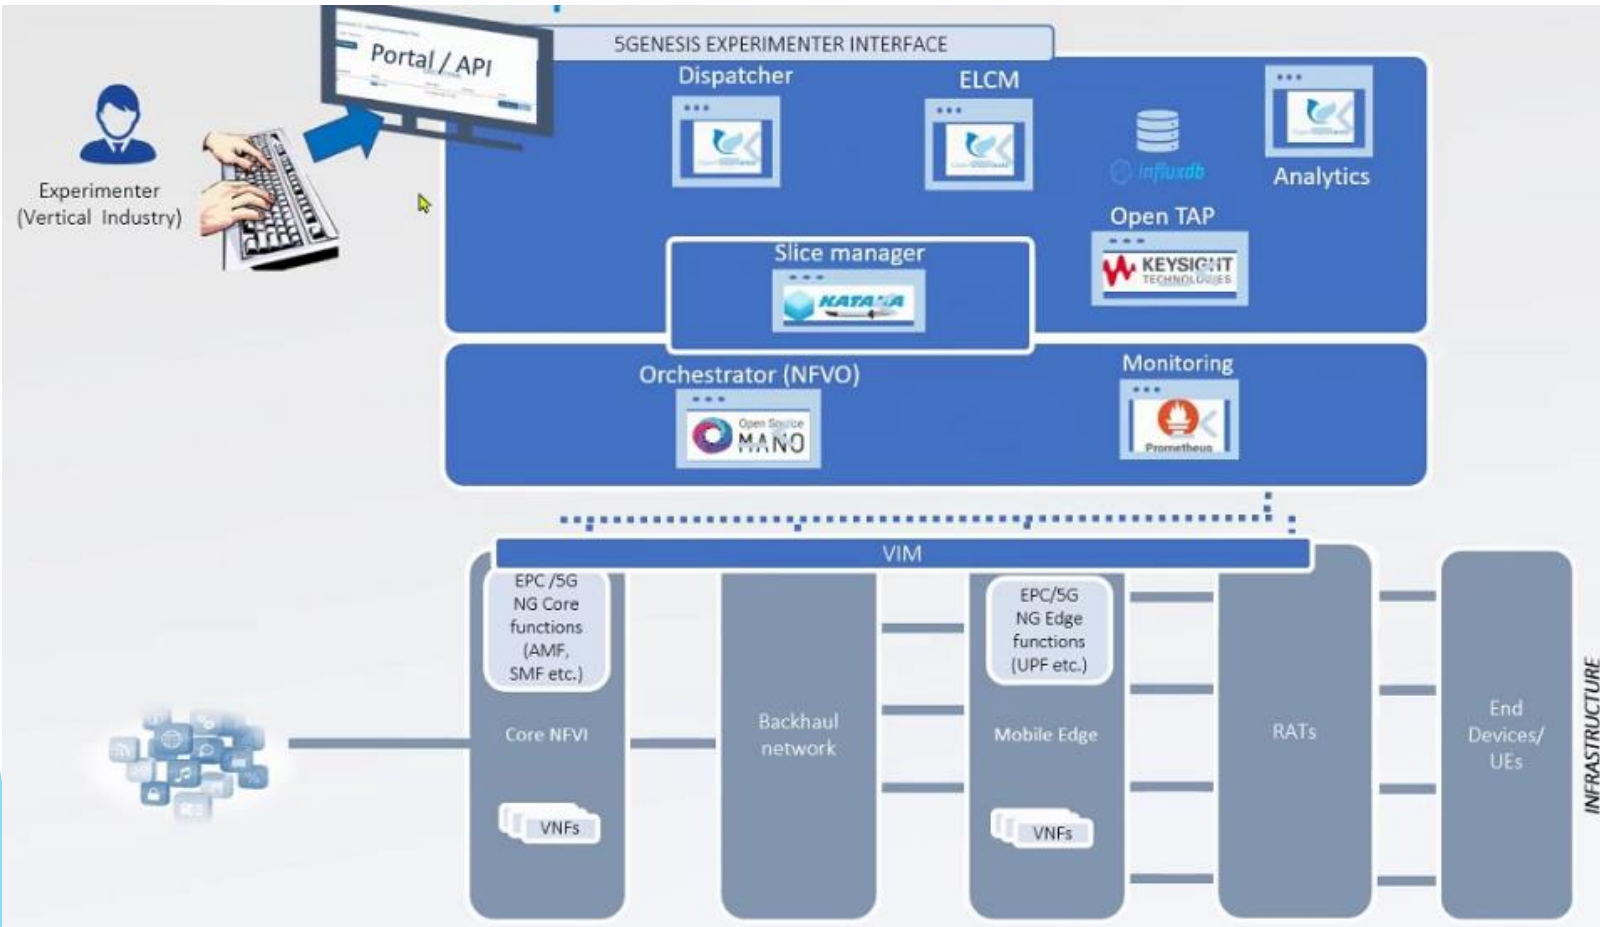 5GENESIS EXPERIMENTER INTERFACE
Portal / API
Dispatcher
ELCM
influxdb
Analytics
Experimenter
(Vertical Industry)
Open TAP
KEYSIGHT
TECHNOLOGIES
Slice manager
KATANA
Orchestrator (NFVO)
Open Source
MANO
Monitoring
Prometheus
VIM
EPC /5G
NG Core
functions
(AMF,
SMF etc.)
Core NFVI
VNFs
Backhaul
network
EPC/5G
NG Edge
functions
(UPF etc.)
Mobile Edge
VNFs
RATs
End
Devices/
UEs
INFRASTRUCTURE